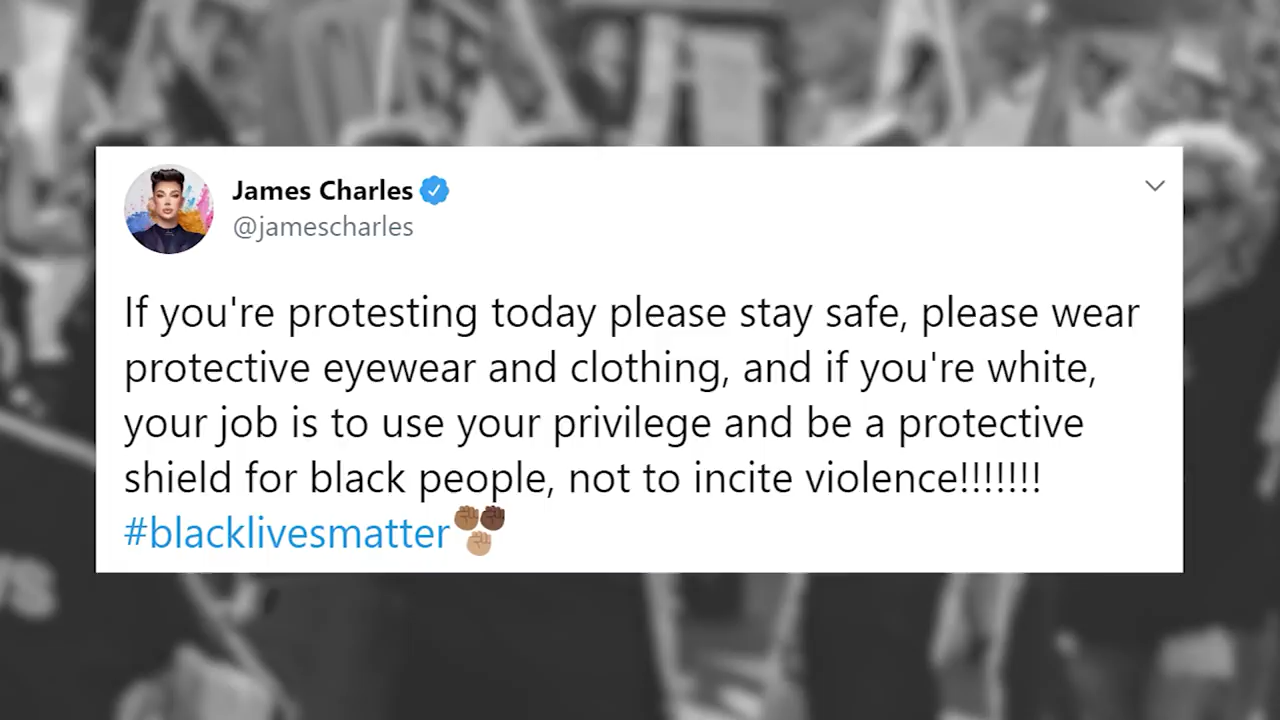 James Charles
@jamescharles
If you're protesting today please stay safe, please wear
protective eyewear and clothing, and if you're white,
your job is to use your privilege and be a protective
shield for black people, not to incite violence!!!!!!!
#blacklivesmatter